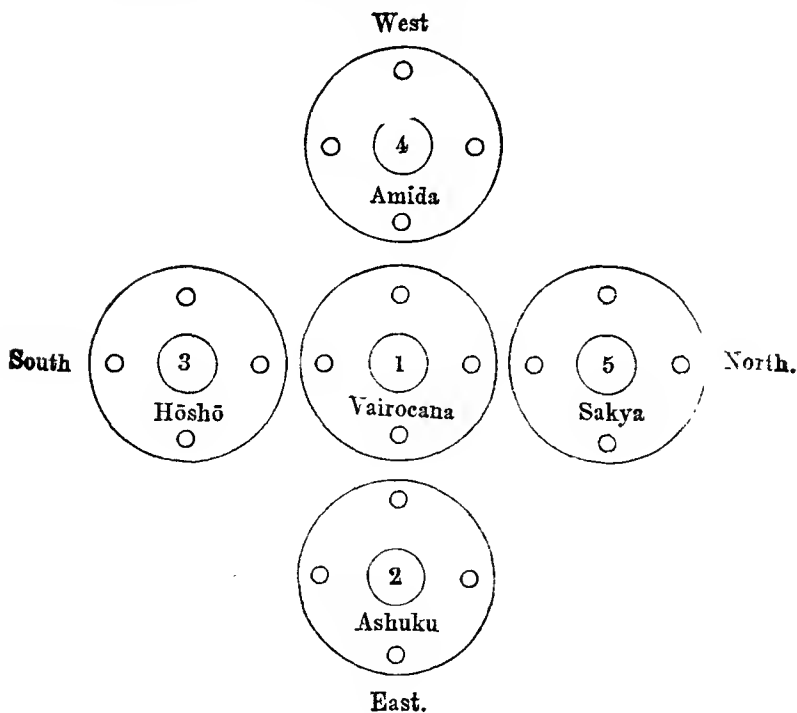 West
4
Amida
South
3
Hōshō
1
Vairocana
5
Sakya
North.
2
Ashuku
East.